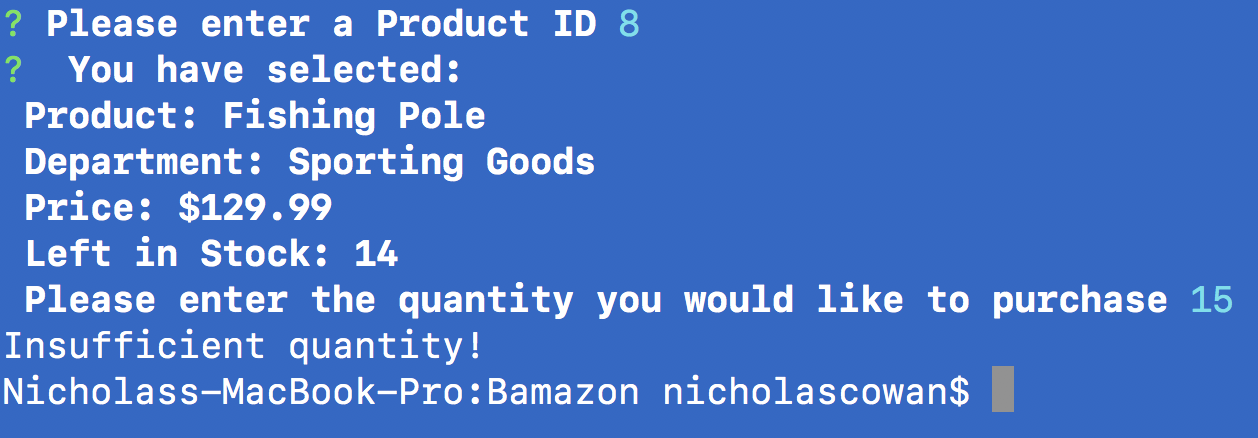 ? Please enter a Product ID 8
?  You have selected:
Product: Fishing Pole
Department: Sporting Goods
Price: $129.99
Left in Stock: 14
Please enter the quantity you would like to purchase 15
Insufficient quantity!
Nicholass-MacBook-Pro:Bamazon nicholascowan$